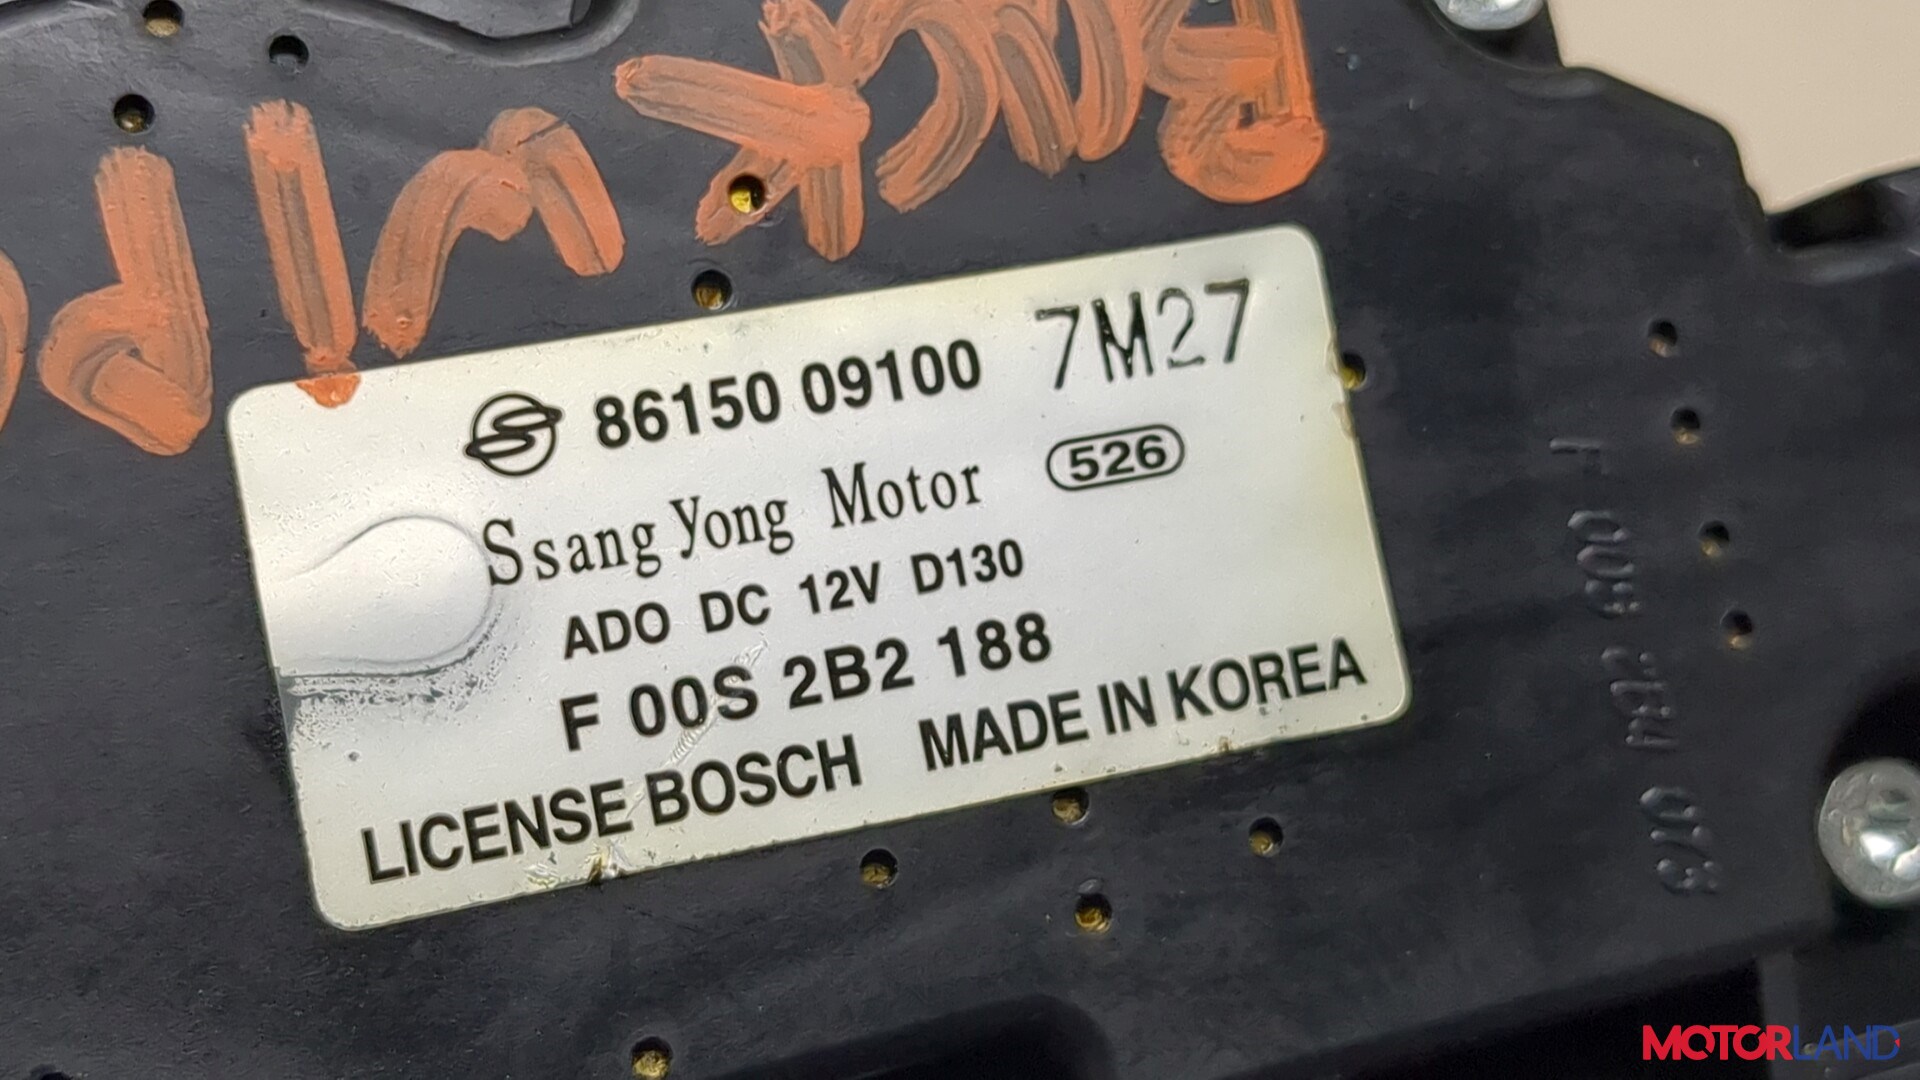 86150 09100 7M27
Ssang Yong Motor 526
ADO DC 12V D130
F 00S 2B2 188
LICENSE BOSCH MADE IN KOREA
MOTORLAND